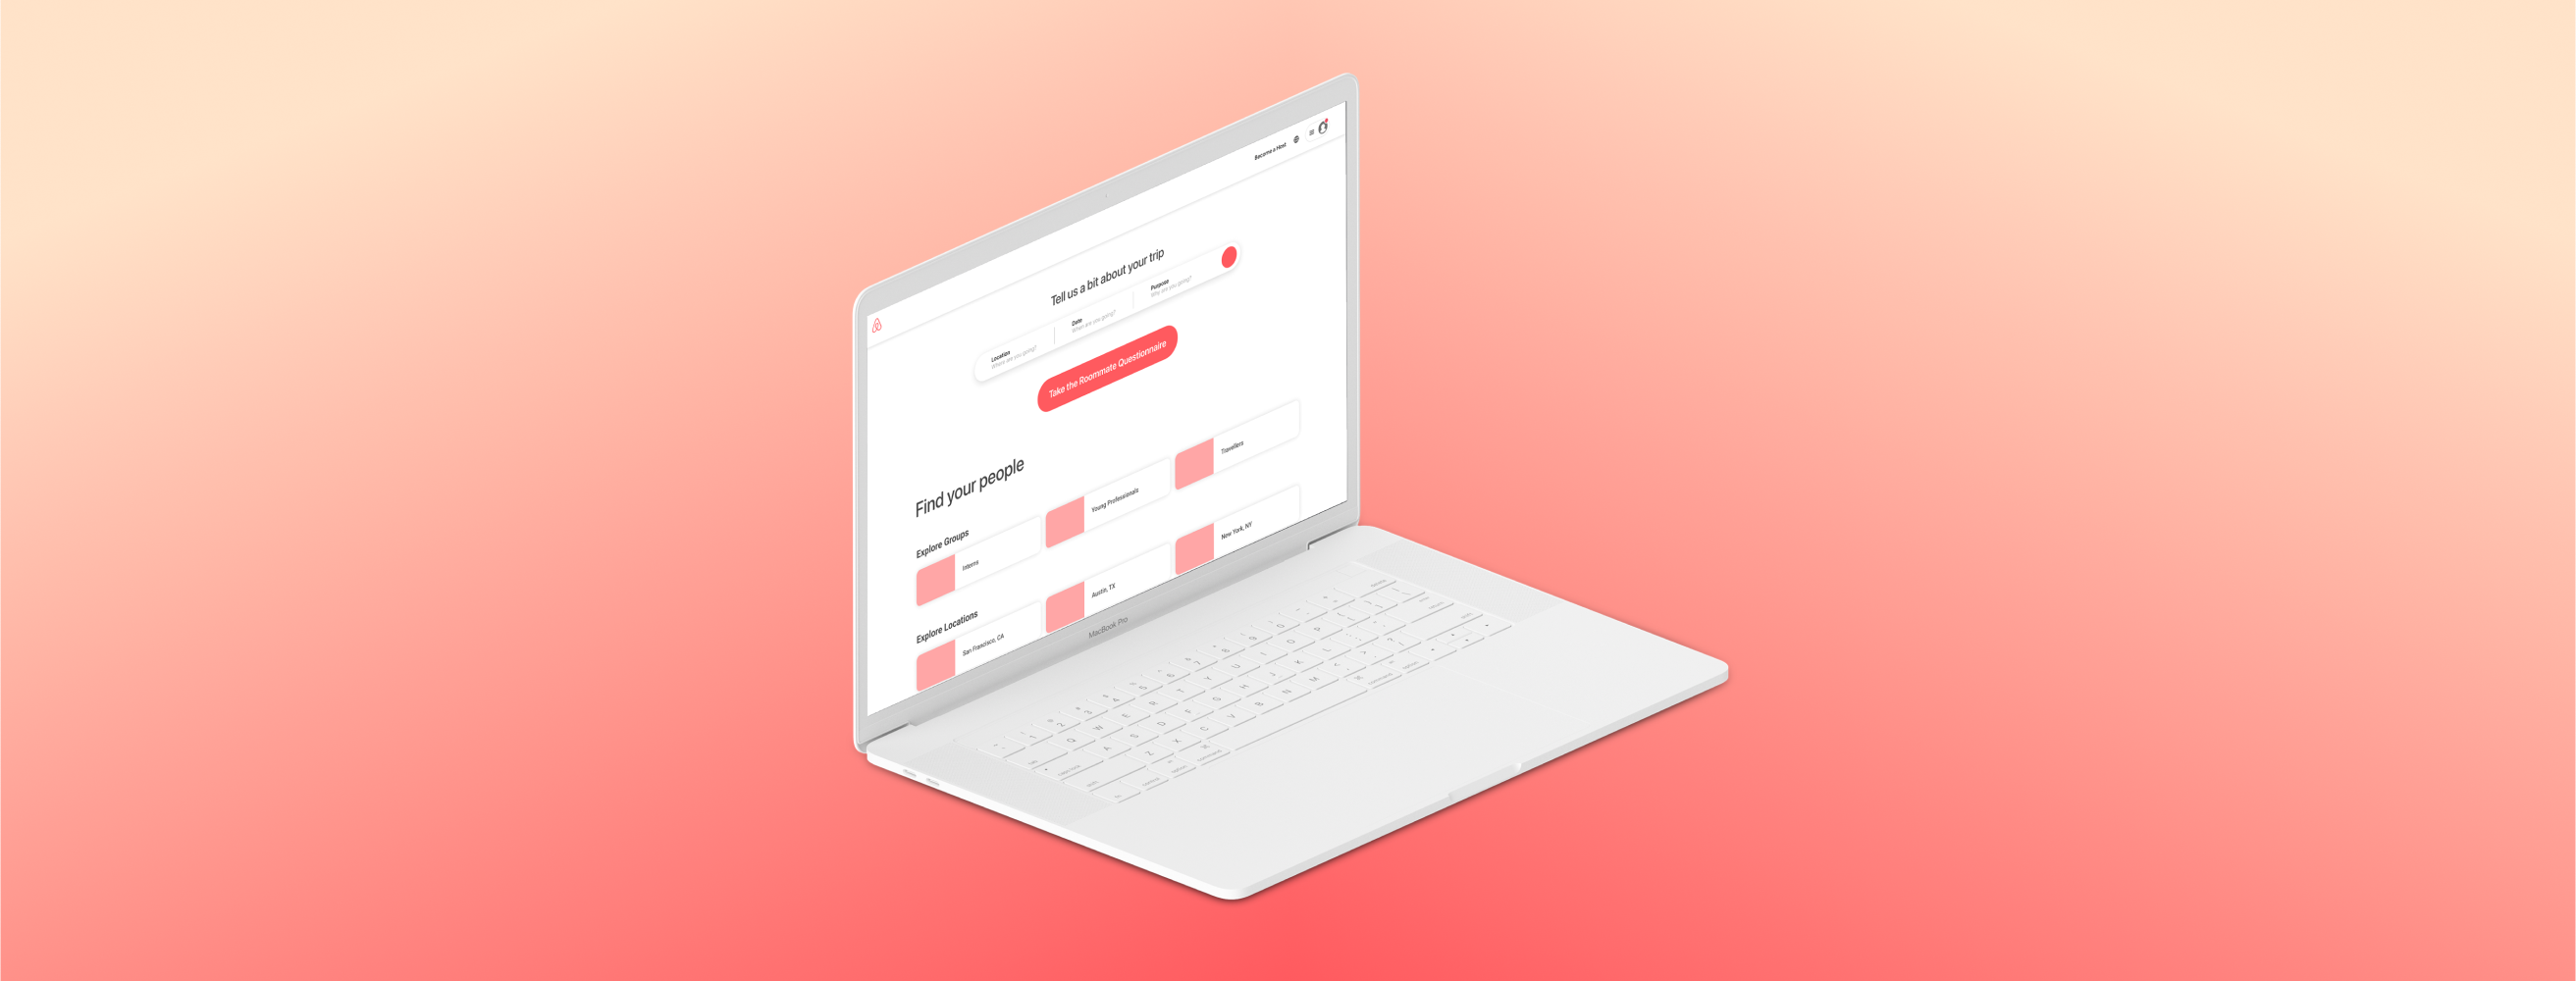 Become a Host
Tell us a bit about your trip
Location
Where are you going?
Date
When are you going?
Purpose
Why are you going?
Take the Roommate Questionnaire
Find your people
Explore Groups
Interns
Young Professionals
Travellers
Explore Locations
San Francisco, CA
Austin, TX
New York, NY
MacBook Pro